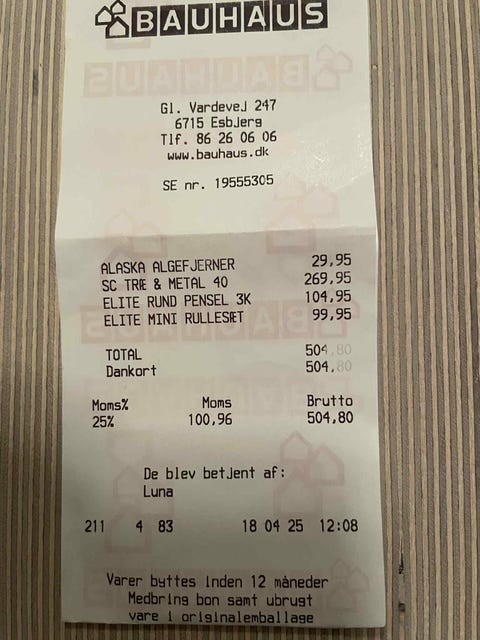 BAUHAUS
Gl. Vardevej 247
6715 Esbjerg
Tlf. 86 26 06 06
www.bauhaus.dk
SE nr. 19555305
ALASKA ALGEFJERNER 29,95
SC TRÆ & METAL 40 269,95
ELITE RUND PENSEL 3K 104,95
ELITE MINI RULLESÆT 99,95
TOTAL 504,80
Dankort 504,80
Moms% Moms Brutto
25% 100,96 504,80
De blev betjent af:
Luna
211 4 83 18 04 25 12:08
Varer byttes inden 12 måneder
Medbring bon samt ubrugt
vare i originalemballage